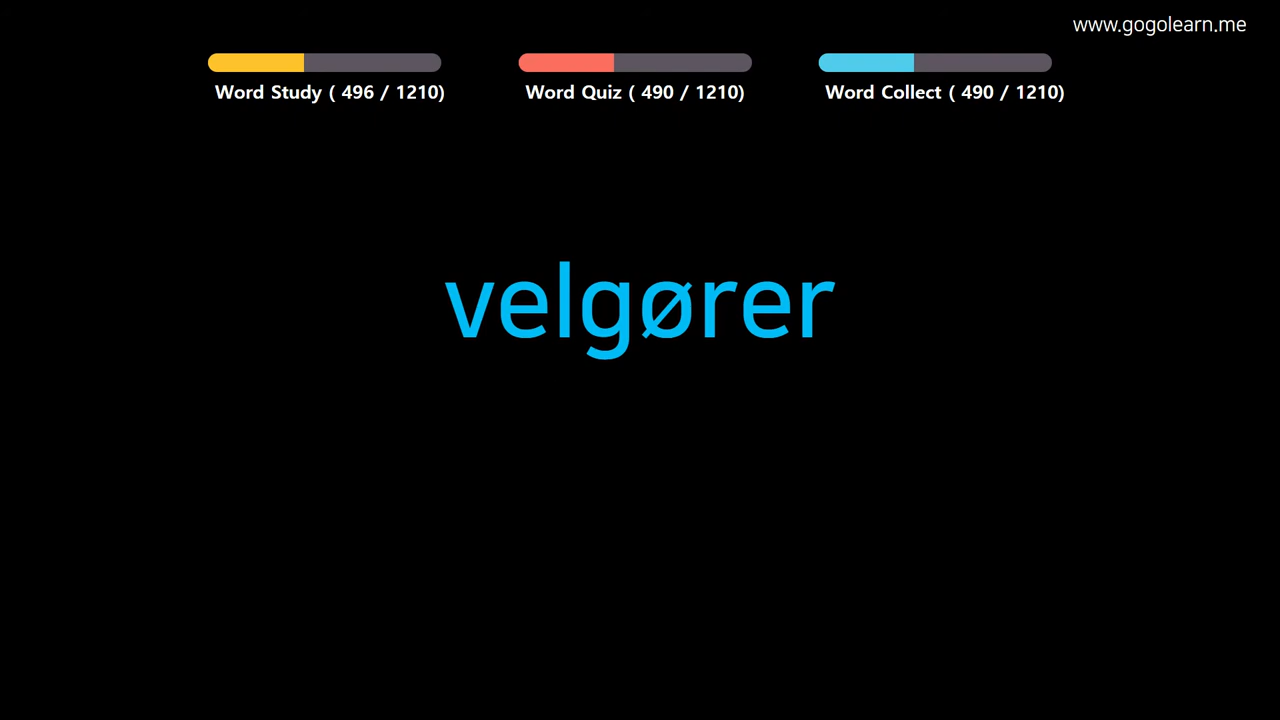 www.gogolearn.me
Word Study ( 496 / 1210)
Word Quiz ( 490 / 1210)
Word Collect ( 490 / 1210)
velgører